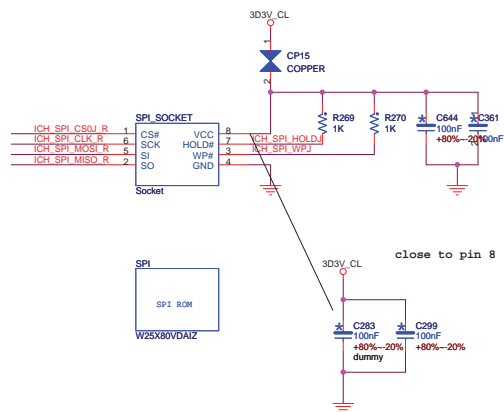 3D3V_CL
1
CP15
COPPER
2
SPI_SOCKET
R269
1K
R270
1K
C644
100nF
+80%~-20%
C361
100nF
ICH_SPI_CS0J_R 1 CS# VCC 8
ICH_SPI_CLK_R 6 SCK HOLD# 7 ICH_SPI_HOLDJ
ICH_SPI_MOSI_R 5 SI WP# 3 ICH_SPI_WPJ
ICH_SPI_MISO_R 2 SO GND 4
Socket
close to pin 8
SPI
3D3V_CL
SPI ROM
W25X80VDAIZ
C283
100nF
+80%~-20%
dummy
C299
100nF
+80%~-20%